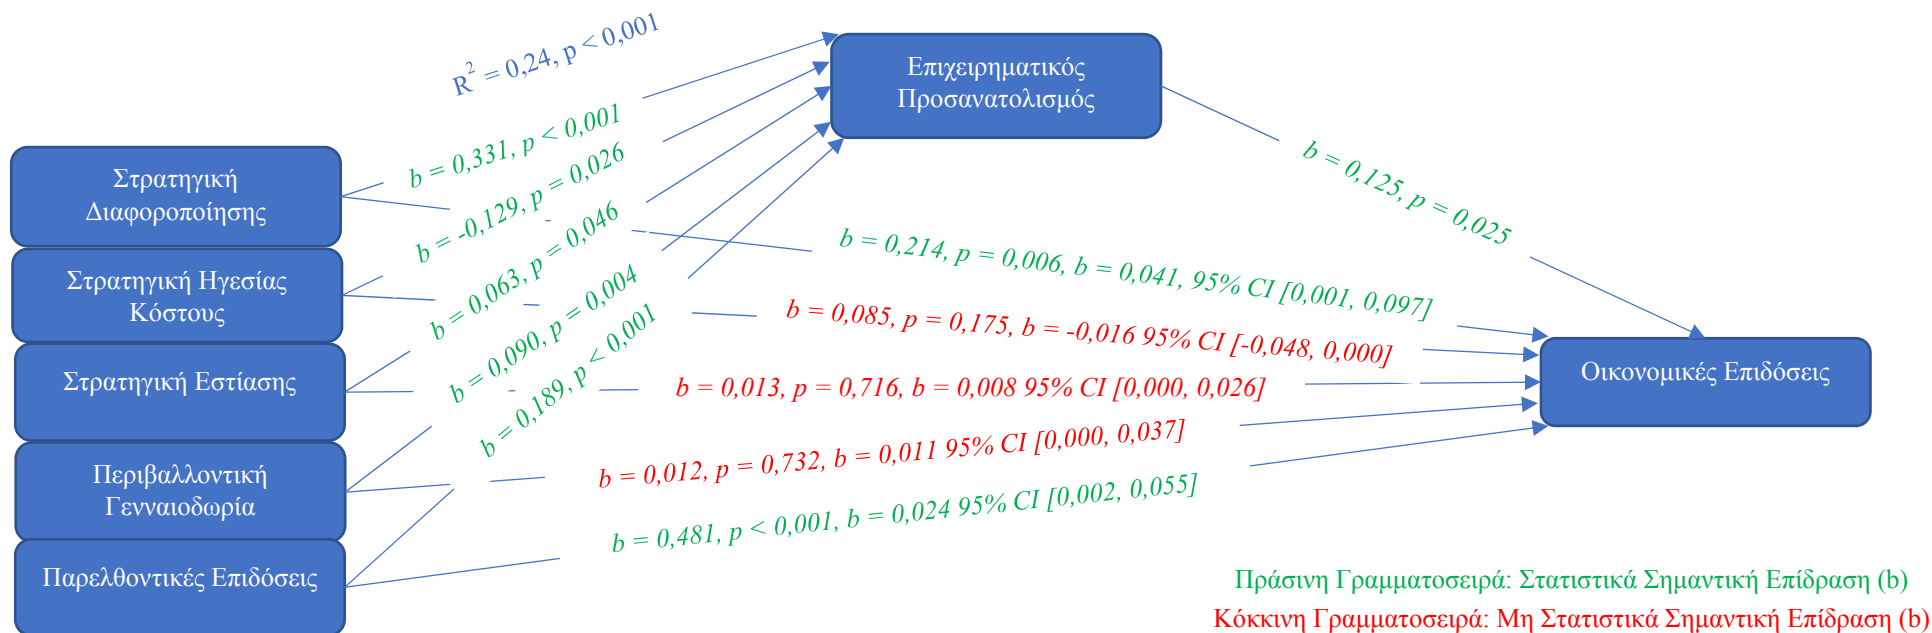 R² = 0,24, p < 0,001
Επιχειρηματικός
Προσανατολισμός
b = 0,331, p < 0,001
b = -0,129, p = 0,026
b = 0,063, p = 0,046
b = 0,090, p = 0,004
b = 0,189, p < 0,001
b = 0,125, p = 0,025
Στρατηγική
Διαφοροποίησης
Στρατηγική Ηγεσίας
Κόστους
Στρατηγική Εστίασης
Περιβαλλοντική
Γενναιοδωρία
Παρελθοντικές Επιδόσεις
b = 0,214, p = 0,006, b = 0,041, 95% CI [0,001, 0,097]
b = 0,085, p = 0,175, b = -0,016 95% CI [-0,048, 0,000]
b = 0,013, p = 0,716, b = 0,008 95% CI [0,000, 0,026]
b = 0,012, p = 0,732, b = 0,011 95% CI [0,000, 0,037]
b = 0,481, p < 0,001, b = 0,024 95% CI [0,002, 0,055]
Οικονομικές Επιδόσεις
Πράσινη Γραμματοσειρά: Στατιστικά Σημαντική Επίδραση (b)
Κόκκινη Γραμματοσειρά: Μη Στατιστικά Σημαντική Επίδραση (b)